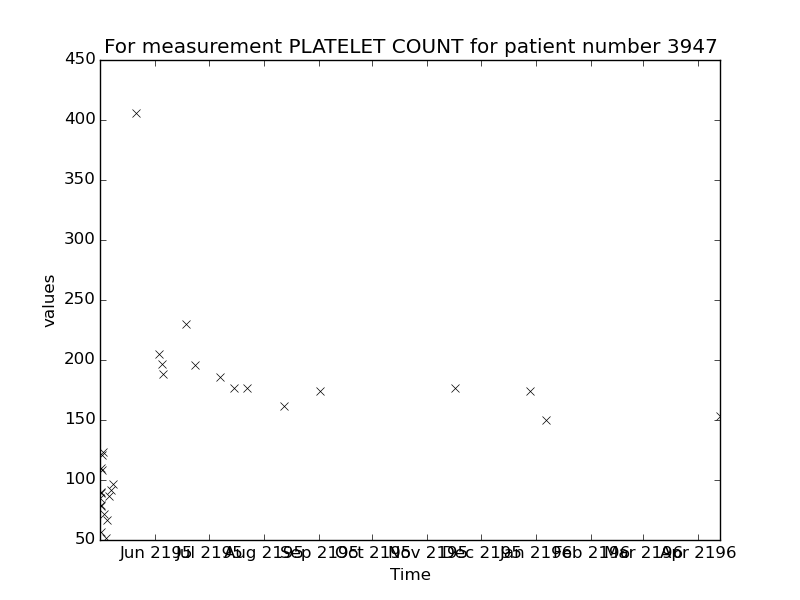 For measurement PLATELET COUNT for patient number 3947
450
400
350
300
250
200
150
100
50
values
Jun 2195 Jul 2195 Aug 2195 Sep 2195 Oct 2195 Nov 2195 Dec 2195 Jan 2196 Feb 2196 Mar 2196 Apr 2196
Time